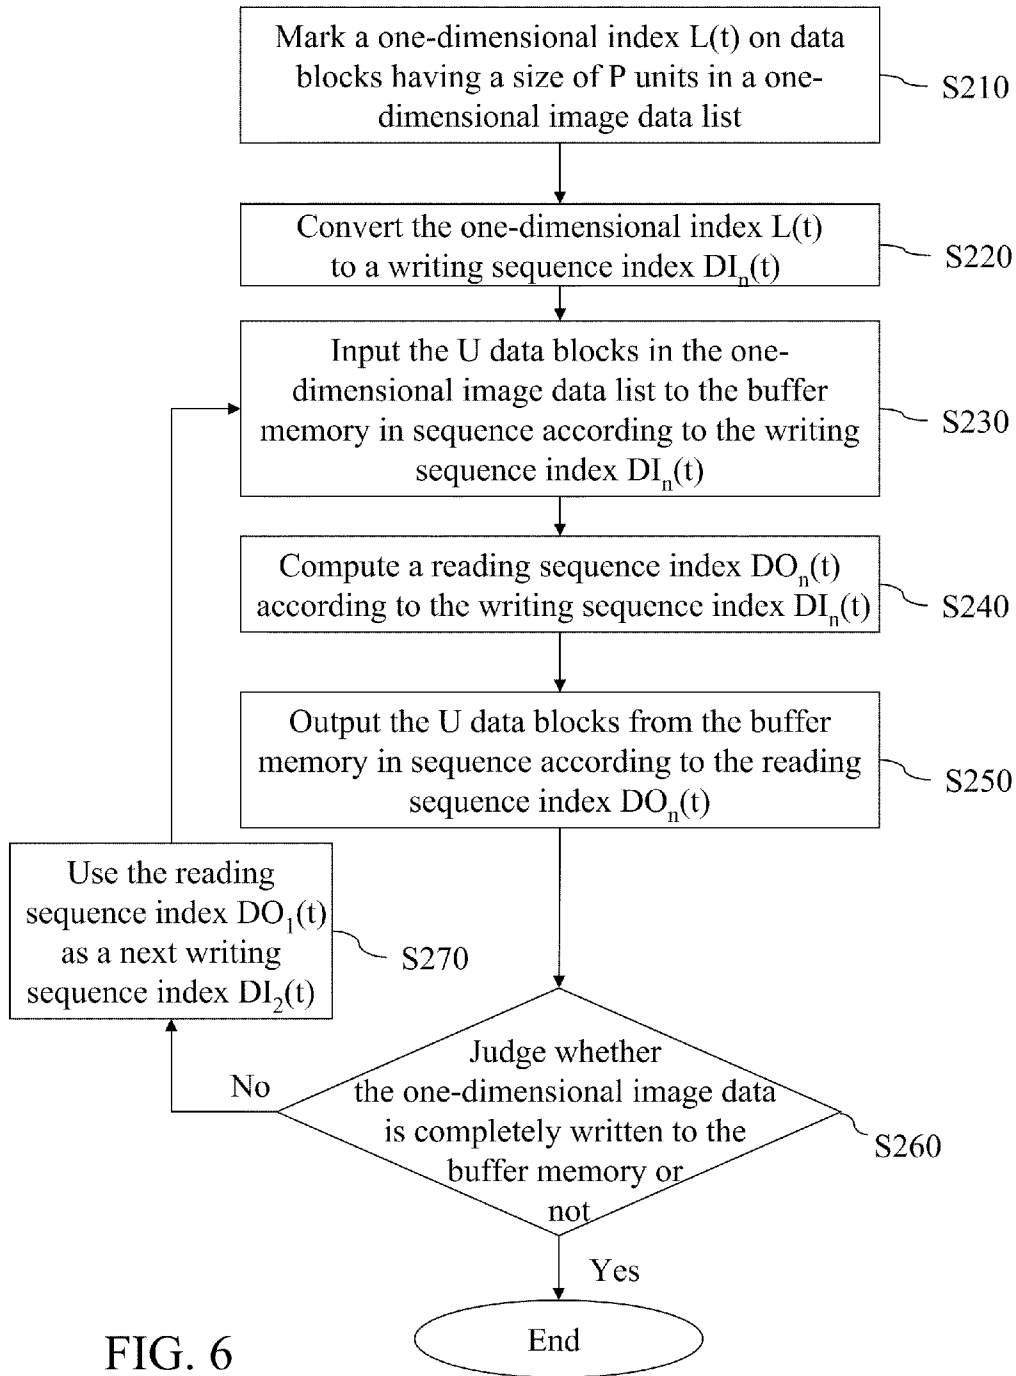 Mark a one-dimensional index L(t) on data
blocks having a size of P units in a one-
dimensional image data list
S210
Convert the one-dimensional index L(t)
to a writing sequence index DIn(t)
S220
Input the U data blocks in the one-
dimensional image data list to the buffer
memory in sequence according to the writing
sequence index DIn(t)
S230
Compute a reading sequence index DOn(t)
according to the writing sequence index DIn(t)
S240
Output the U data blocks from the buffer
memory in sequence according to the reading
sequence index DOn(t)
S250
Use the reading
sequence index DO1(t)
as a next writing
sequence index DI2(t)
S270
No
Judge whether
the one-dimensional image data
is completely written to the
buffer memory or
not
S260
Yes
End
FIG. 6